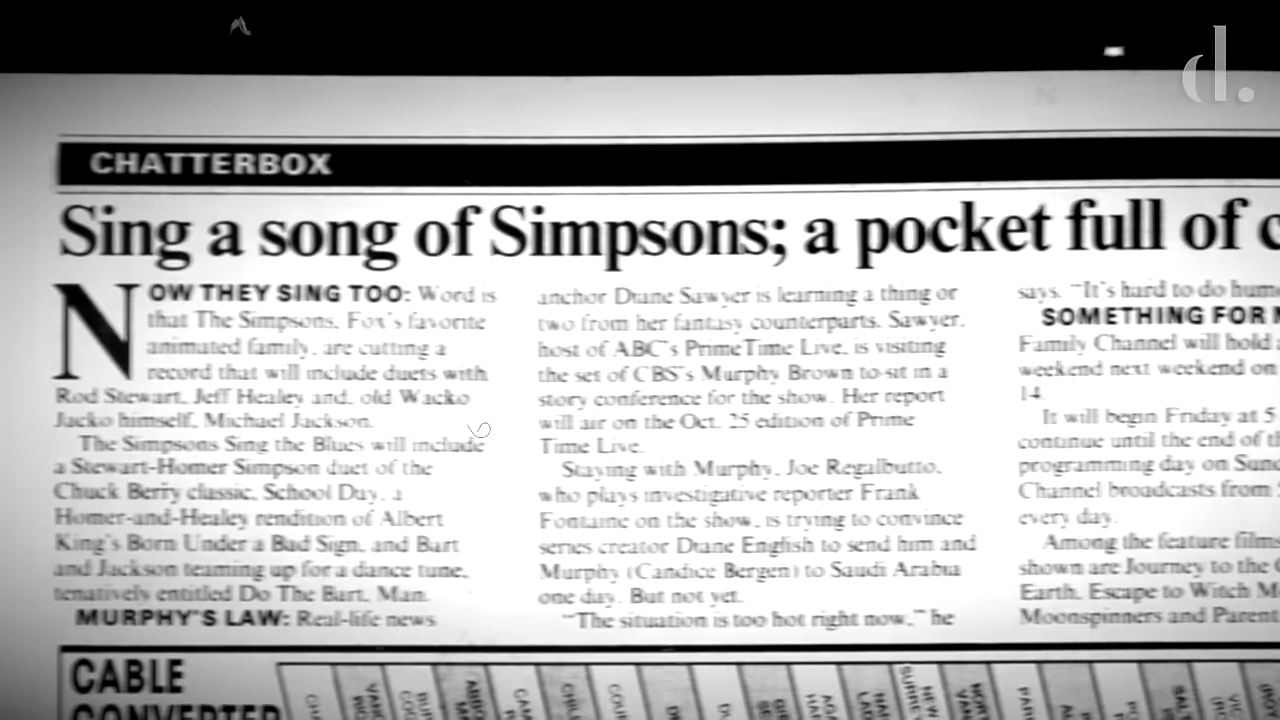 d.
CHATTERBOX
Sing a song of Simpsons; a pocket full of
NOW THEY SING TOO: Word is
that The Simpsons, Fox's favorite
animated family, are cutting a
record that will include duets with
Rod Stewart, Jeff Healey and, old Wacko
Jacko himself, Michael Jackson.
The Simpsons Sing the Blues will include
a Stewart-Homer Simpson duet of the
Chuck Berry classic, School Day, a
Homer-and-Healey rendition of Albert
King's Born Under a Bad Sign, and Bart
and Jackson teaming up for a dance tune,
tenatively entitled Do The Bart, Man.
MURPHY'S LAW: Real-life news
anchor Diane Sawyer is learning a thing or
two from her fantasy counterparts. Sawyer,
host of ABC's PrimeTime Live, is visiting
the set of CBS's Murphy Brown to sit in a
story conference for the show. Her report
will air on the Oct. 25 edition of Prime
Time Live.
Staying with Murphy, Joe Regalbutto,
who plays investigative reporter Frank
Fontaine on the show, is trying to convince
series creator Diane English to send him and
Murphy (Candice Bergen) to Saudi Arabia
one day. But not yet.
"The situation is too hot right now," he
says. "It's hard to do
SOMETHING FOR
Family Channel will hold
weekend next weekend on
14.
It will begin Friday at 5
continue until the end of
programming day on
Channel broadcasts from
every day.
Among the feature films
shown are Journey to the
Earth, Escape to Witch
Moonspinners and Parent
CABLE
CONVERTER